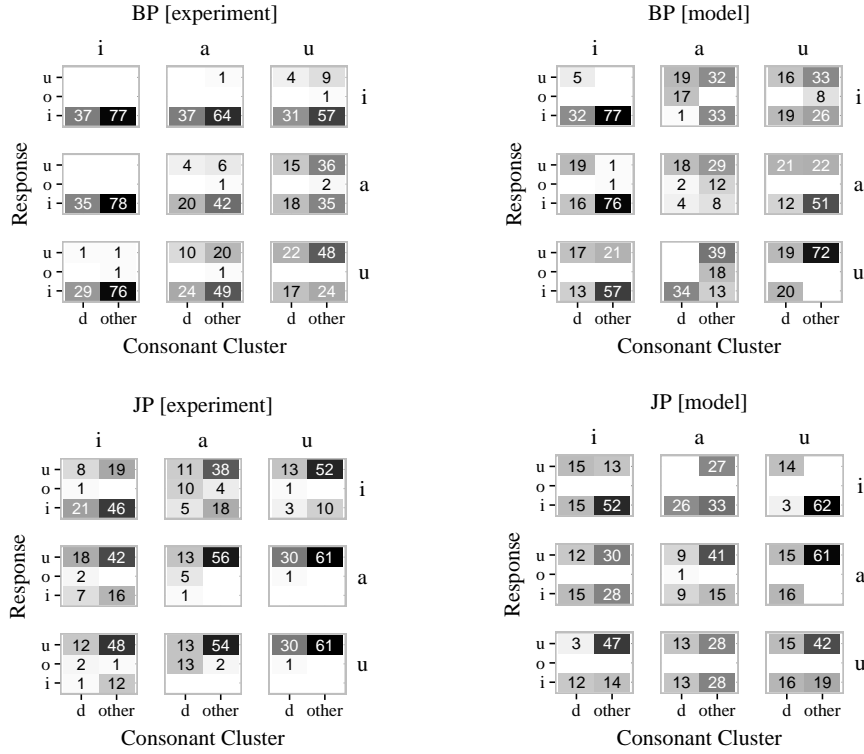 BP [experiment]
i a u
u 1 4 9
o 1 i
i 37 77 37 64 31 57
u 4 6 15 36
o 1 2 a
i 35 78 20 42 18 35
u 1 1 10 20 22 48
o 1 1 u
i 29 76 24 49 17 24
d other d other d other
Response
Consonant Cluster
BP [model]
i a u
u 5 19 32 16 33
o 17 8 i
i 32 77 1 33 19 26
u 19 1 18 29 21 22
o 1 2 12 a
i 16 76 4 8 12 51
u 17 21 39 19 72
o 18 u
i 13 57 34 13 20
d other d other d other
Response
Consonant Cluster
JP [experiment]
i a u
u 8 19 11 38 13 52
o 1 10 4 1 i
i 21 46 5 18 3 10
u 18 42 13 56 30 61
o 2 5 1 a
i 7 16 1
u 12 48 13 54 30 61
o 2 1 13 2 1 u
i 1 12
d other d other d other
Response
Consonant Cluster
JP [model]
i a u
u 15 13 27 14
o i
i 15 52 26 33 3 62
u 12 30 9 41 15 61
o 1 a
i 15 28 9 15 16
u 3 47 13 28 15 42
o u
i 12 14 13 28 16 19
d other d other d other
Response
Consonant Cluster